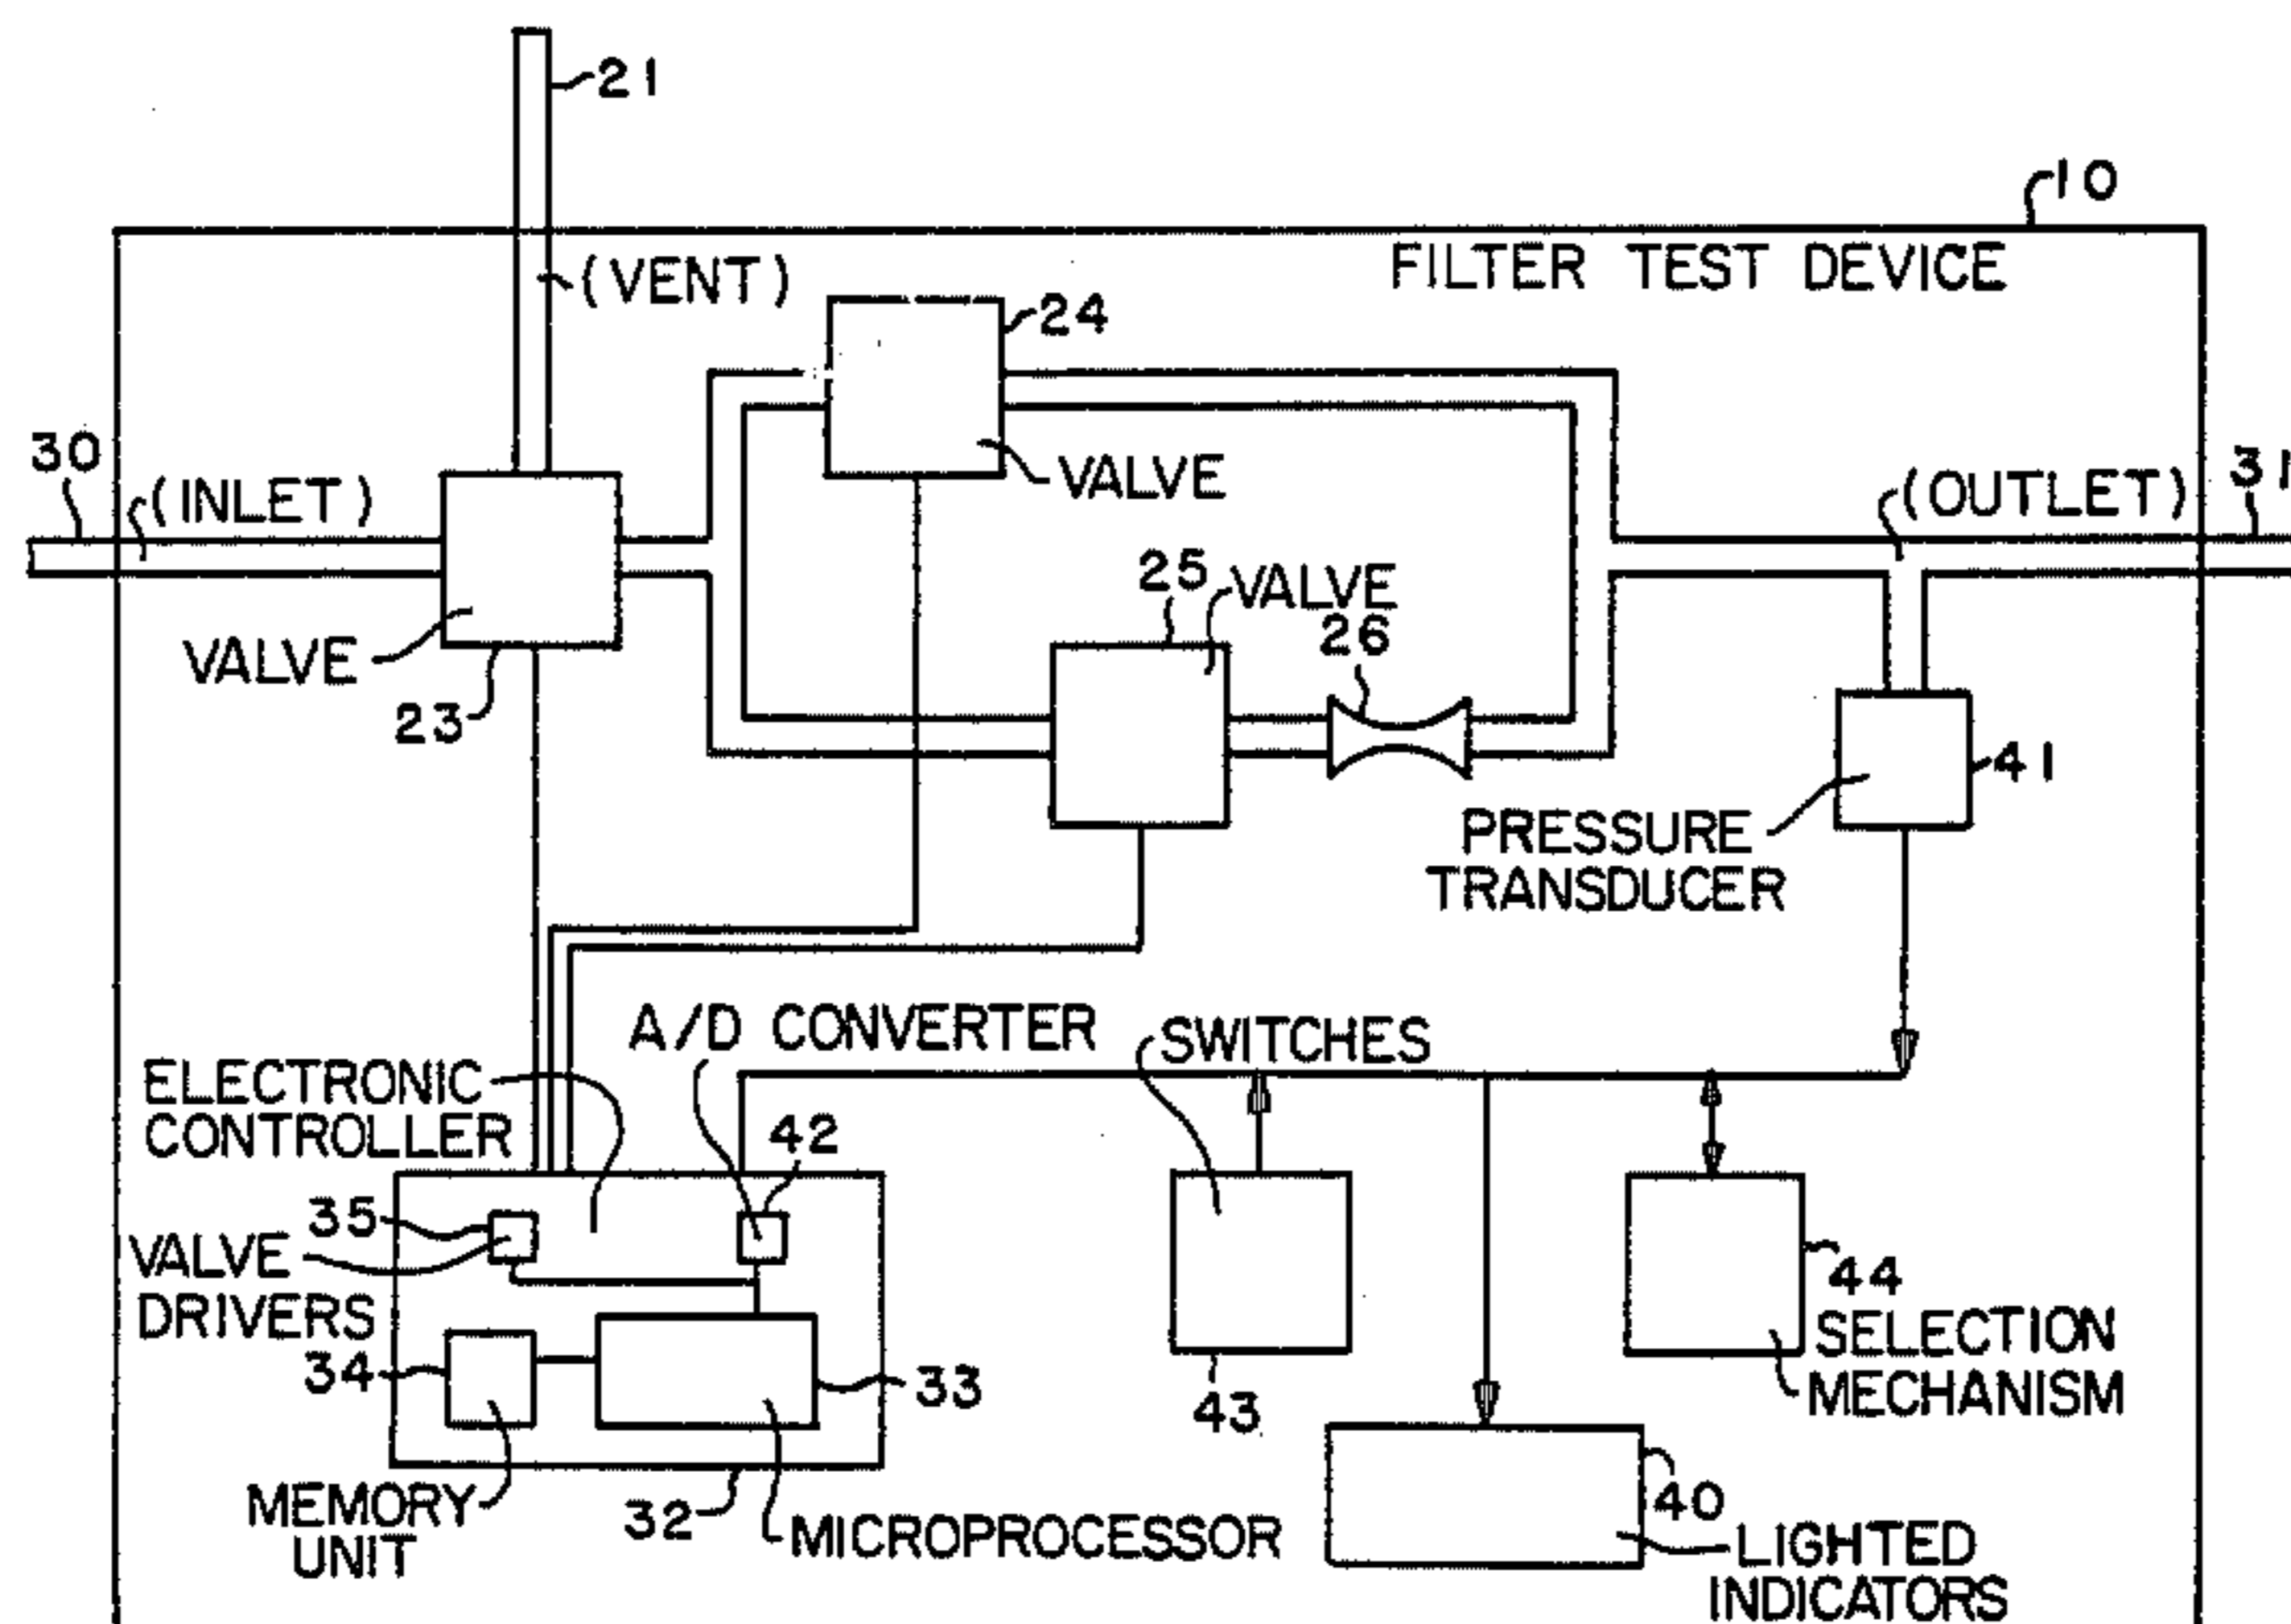 21
10
FILTER TEST DEVICE
(VENT)
24
30
(INLET)
VALVE
(OUTLET)
31
25
VALVE
26
VALVE
23
41
PRESSURE
TRANSDUCER
A/D CONVERTER
SWITCHES
ELECTRONIC
CONTROLLER
42
35
VALVE
DRIVERS
44
SELECTION
MECHANISM
34
33
43
MEMORY
UNIT
32
MICROPROCESSOR
40
LIGHTED
INDICATORS